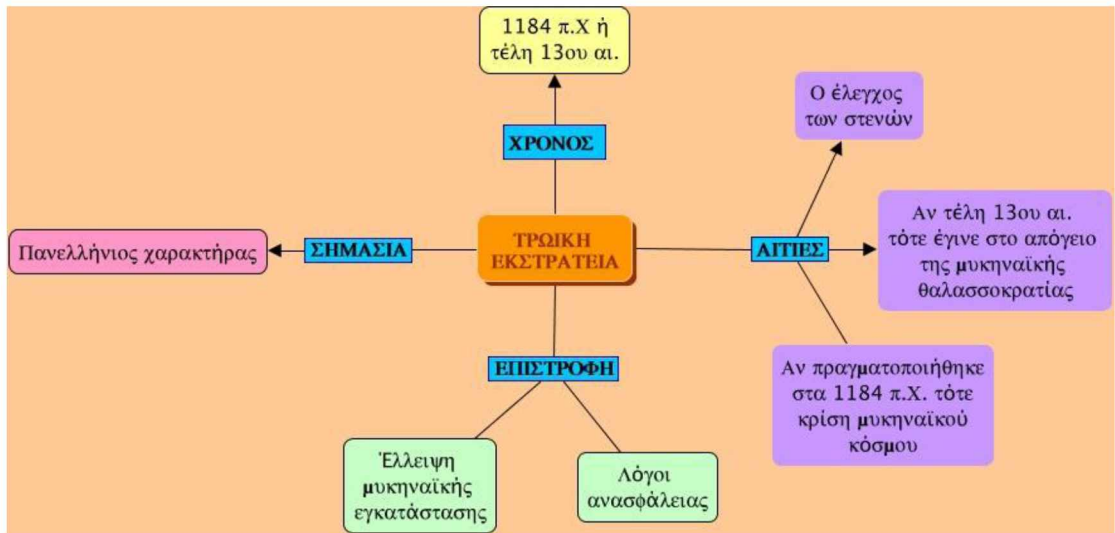 1184 π.Χ ή
τέλη 13ου αι.
ΧΡΟΝΟΣ
Ο έλεγχος
των στενών
Πανελλήνιος χαρακτήρας
ΣΗΜΑΣΙΑ
ΤΡΩΙΚΗ
ΕΚΣΤΡΑΤΕΙΑ
ΑΙΤΙΕΣ
Αν τέλη 13ου αι.
τότε έγινε στο απόγειο
της μυκηναϊκής
θαλασσοκρατίας
ΕΠΙΣΤΡΟΦΗ
Αν πραγματοποιήθηκε
στα 1184 π.Χ. τότε
κρίση μυκηναϊκού
κόσμου
Έλλειψη
μυκηναϊκής
εγκατάστασης
Λόγοι
ανασφάλειας